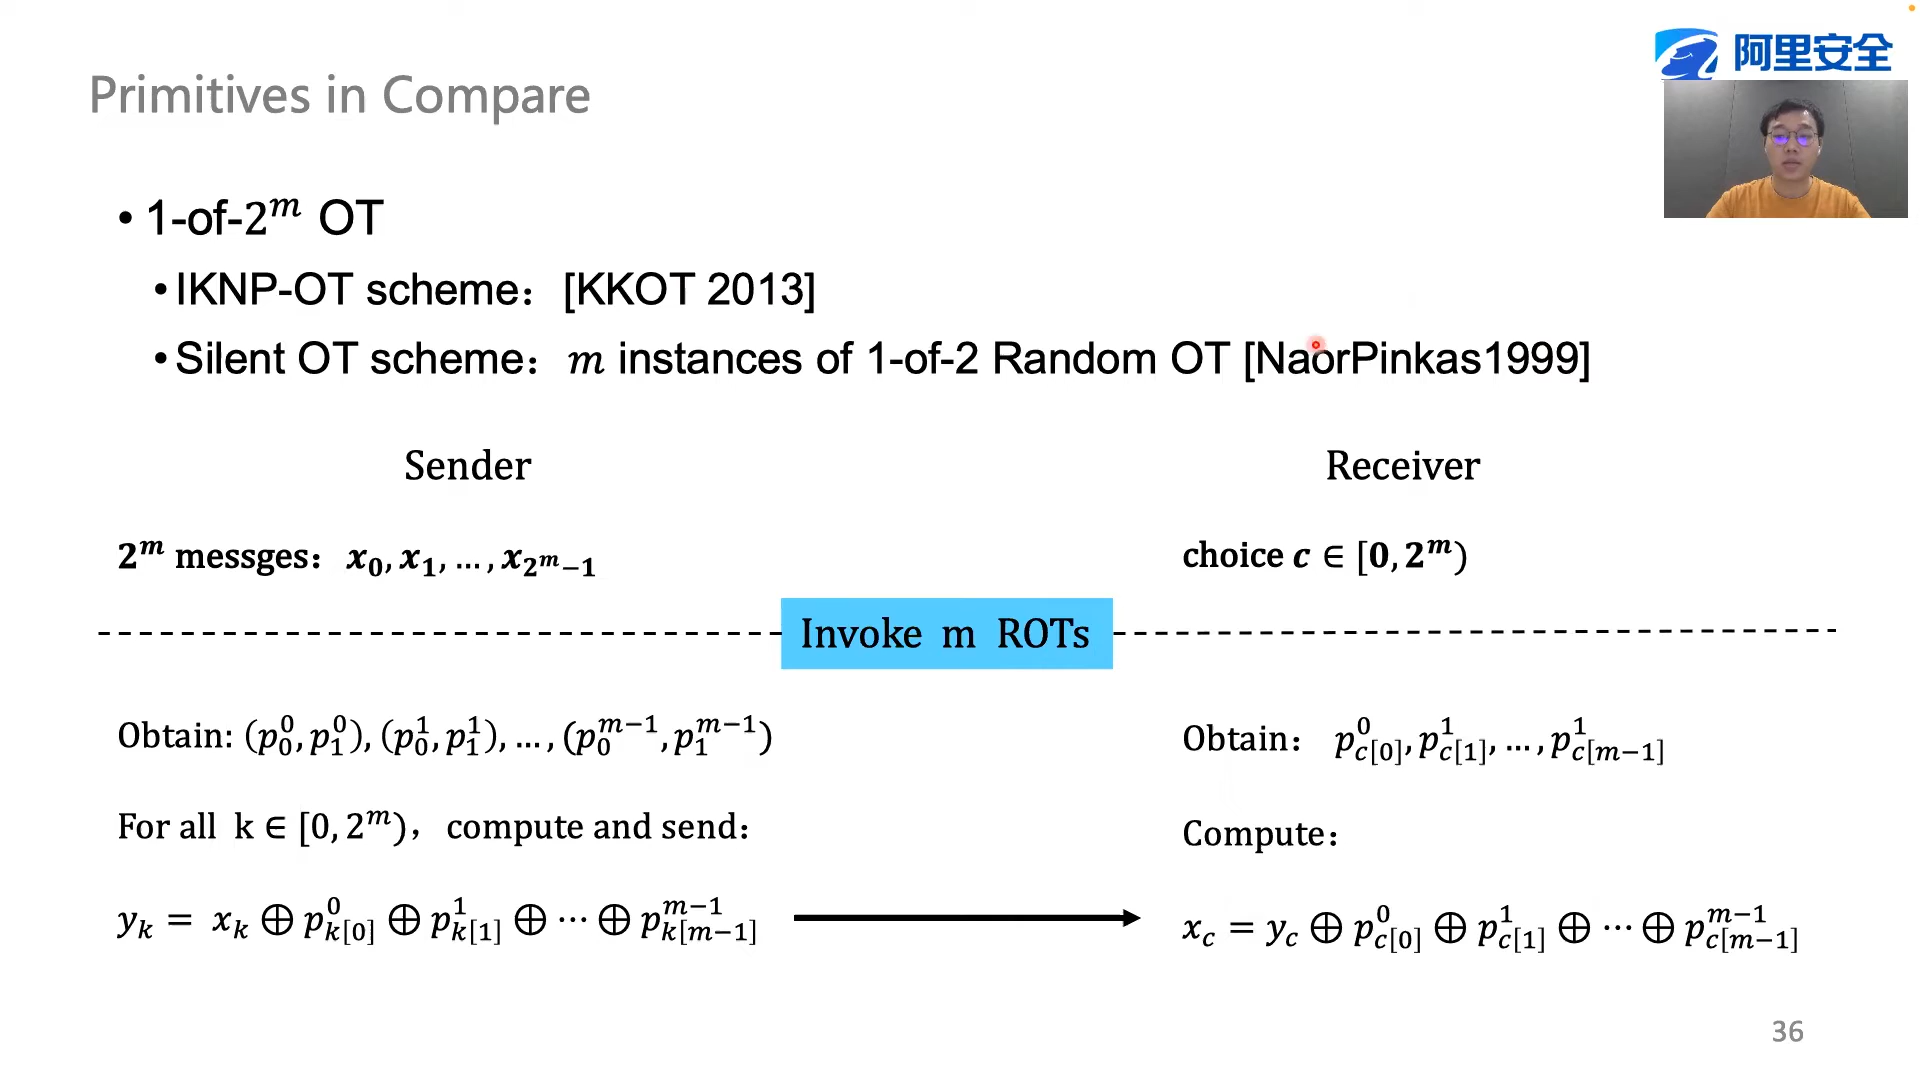 阿里安全
Primitives in Compare
• 1-of-2^m OT
• IKNP-OT scheme：[KKOT 2013]
• Silent OT scheme：m instances of 1-of-2 Random OT [NaorPinkas1999]
Sender
Receiver
2^m messges：x_0, x_1, …, x_{2^m−1}
choice c ∈ [0, 2^m)
Invoke m ROTs
Obtain: (p_0^0, p_1^0), (p_0^1, p_1^1), …, (p_0^{m−1}, p_1^{m−1})
Obtain： p_{c[0]}^0, p_{c[1]}^1, …, p_{c[m−1]}^1
For all k ∈ [0, 2^m)，compute and send：
Compute：
y_k = x_k ⊕ p_{k[0]}^0 ⊕ p_{k[1]}^1 ⊕ ⋯ ⊕ p_{k[m−1]}^{m−1}
x_c = y_c ⊕ p_{c[0]}^0 ⊕ p_{c[1]}^1 ⊕ ⋯ ⊕ p_{c[m−1]}^{m−1}
36